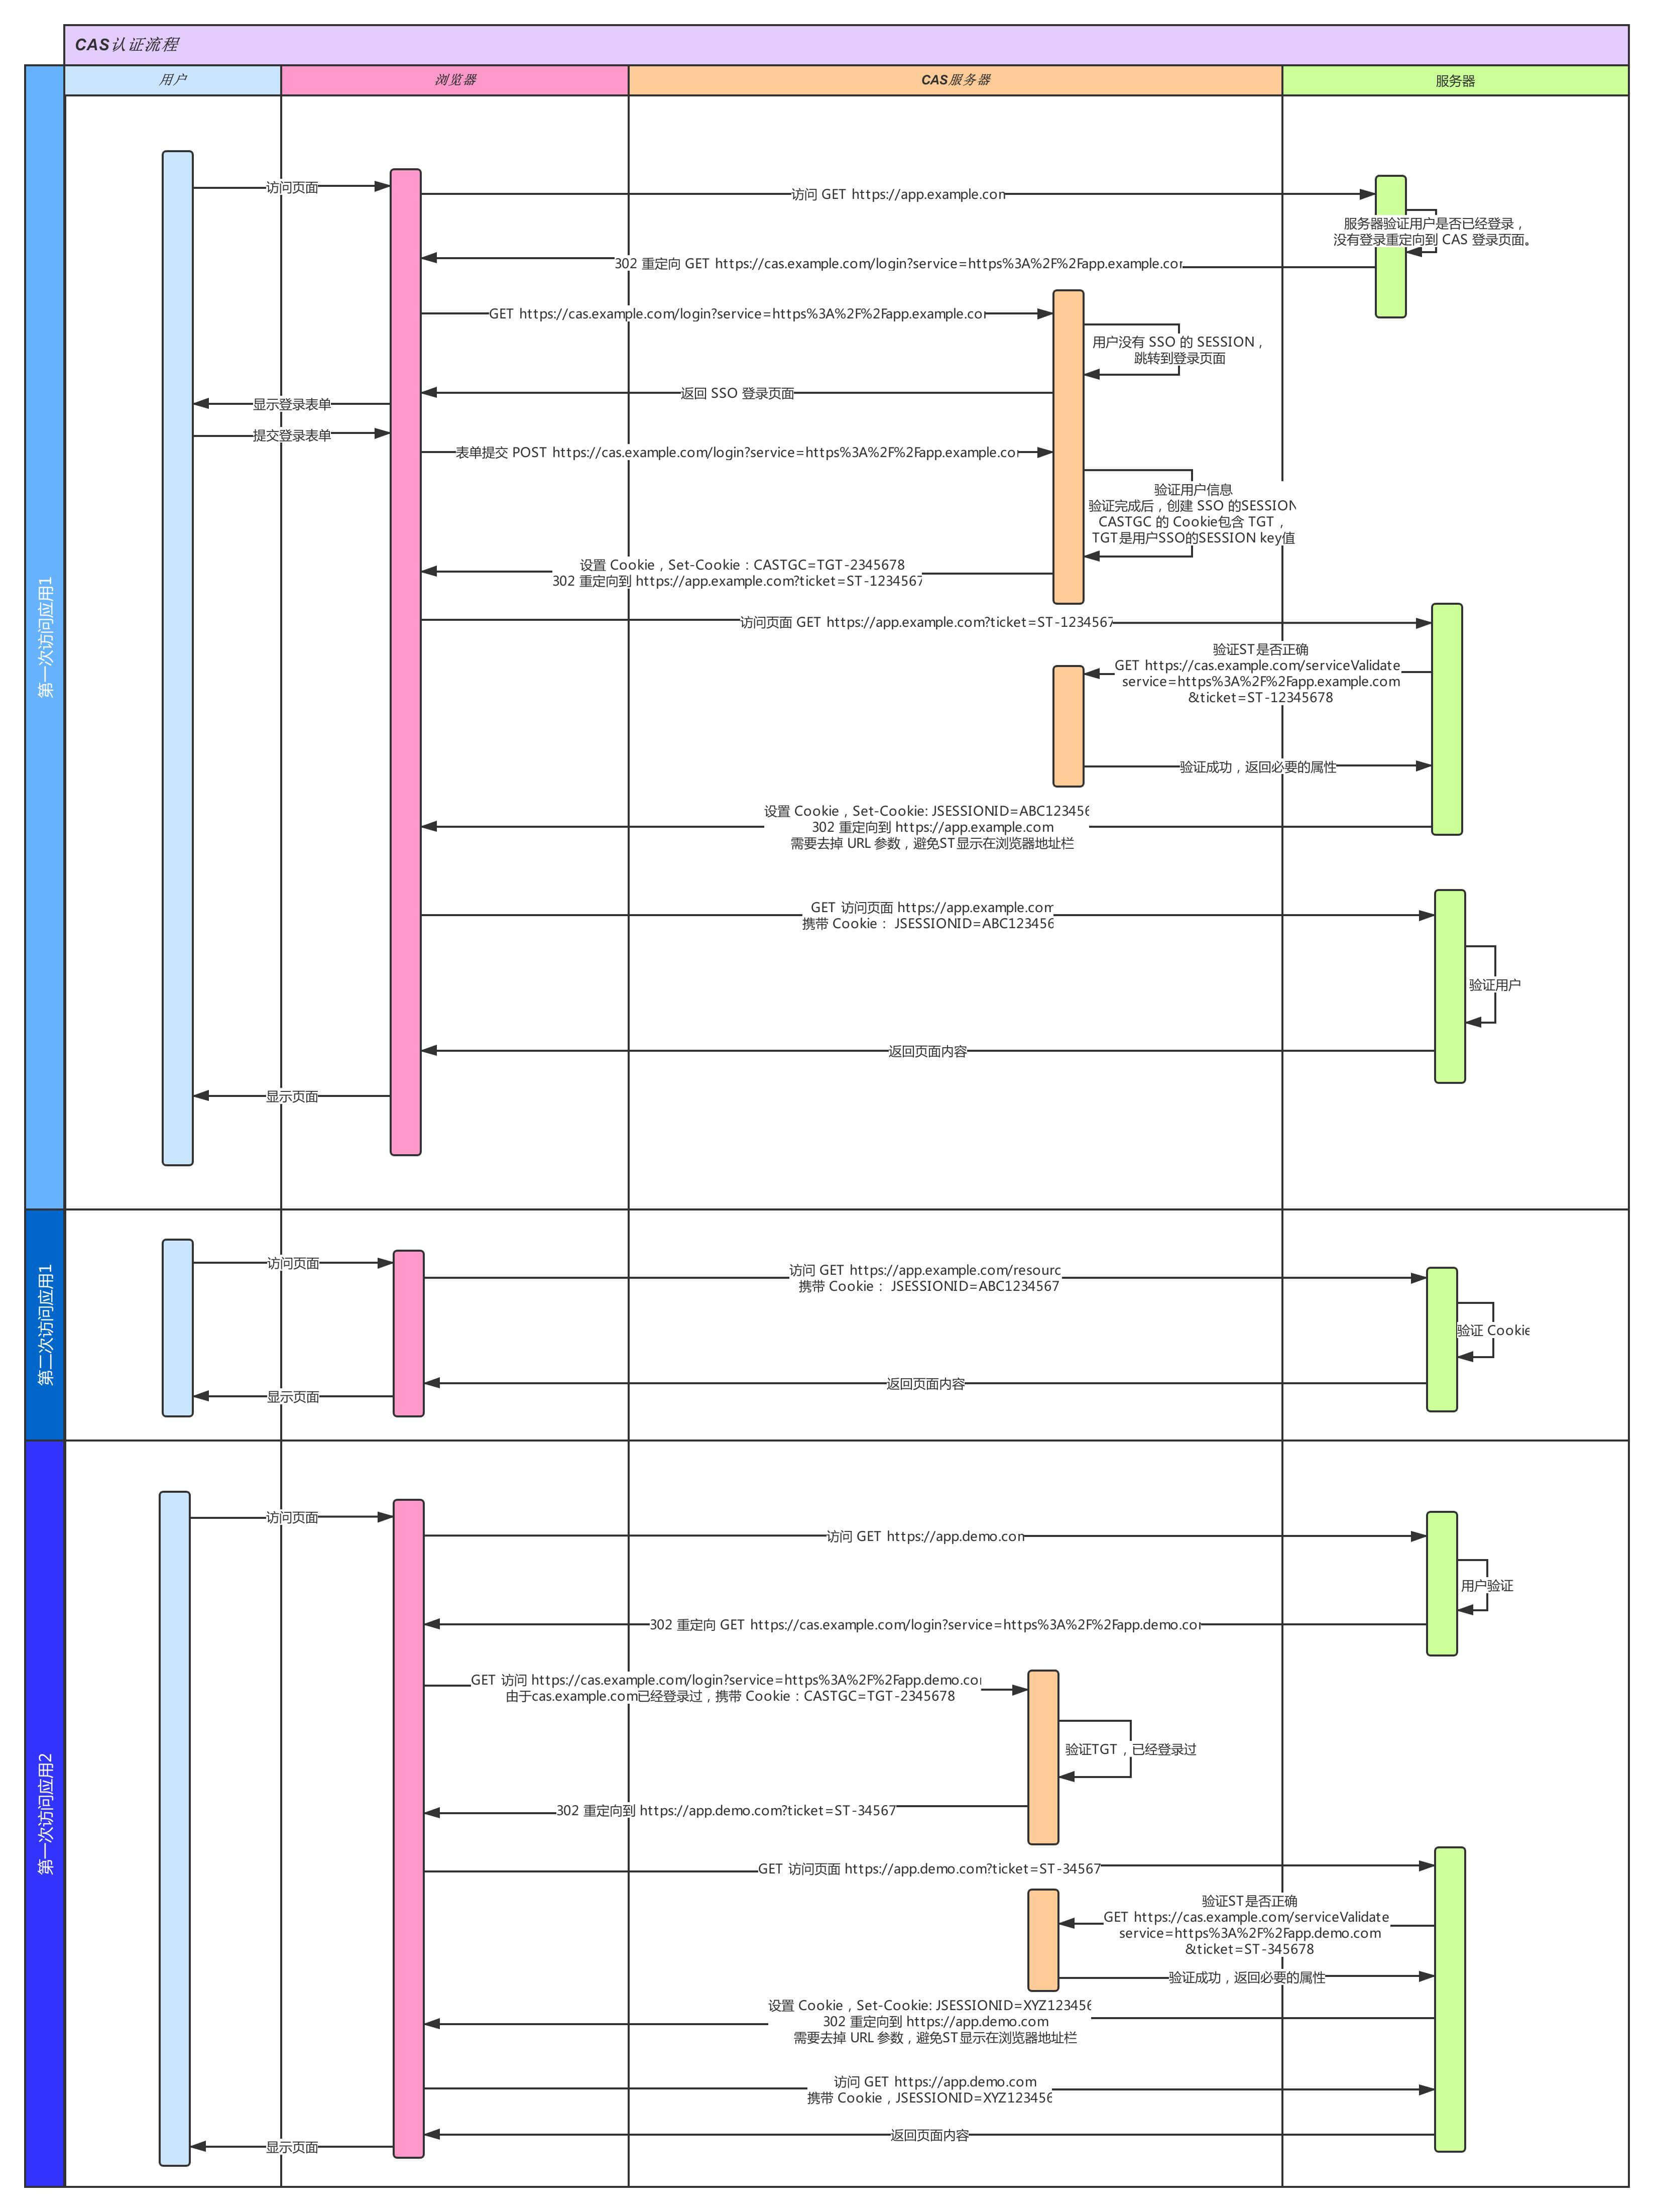 CAS认证流程
用户
浏览器
CAS服务器
服务器
第一次访问应用1
访问页面
访问 GET https://app.example.con
服务器验证用户是否已经登录，
没有登录重定向到 CAS 登录页面。
302 重定向 GET https://cas.example.com/login?service=https%3A%2F%2Fapp.example.cor
GET https://cas.example.com/login?service=https%3A%2F%2Fapp.example.cor
用户没有 SSO 的 SESSION，
跳转到登录页面
返回 SSO 登录页面
显示登录表单
提交登录表单
表单提交 POST https://cas.example.com/login?service=https%3A%2F%2Fapp.example.cor
验证用户信息
验证完成后，创建 SSO 的SESSION
CASTGC 的 Cookie包含 TGT，
TGT是用户SSO的SESSION key值
设置 Cookie，Set-Cookie：CASTGC=TGT-2345678
302 重定向到 https://app.example.com?ticket=ST-1234567
访问页面 GET https://app.example.com?ticket=ST-1234567
验证ST是否正确
GET https://cas.example.com/serviceValidate
service=https%3A%2F%2Fapp.example.com
&ticket=ST-12345678
验证成功，返回必要的属性
设置 Cookie，Set-Cookie: JSESSIONID=ABC123456
302 重定向到 https://app.example.com
需要去掉 URL 参数，避免ST显示在浏览器地址栏
GET 访问页面 https://app.example.com
携带 Cookie： JSESSIONID=ABC123456
验证用户
返回页面内容
显示页面
第二次访问应用1
访问页面
访问 GET https://app.example.com/resourc
携带 Cookie： JSESSIONID=ABC1234567
验证 Cookie
返回页面内容
显示页面
第一次访问应用2
访问页面
访问 GET https://app.demo.con
用户验证
302 重定向 GET https://cas.example.com/login?service=https%3A%2F%2Fapp.demo.cor
GET 访问 https://cas.example.com/login?service=https%3A%2F%2Fapp.demo.cor
由于cas.example.com已经登录过，携带 Cookie：CASTGC=TGT-2345678
验证TGT，已经登录过
302 重定向到 https://app.demo.com?ticket=ST-34567
GET 访问页面 https://app.demo.com?ticket=ST-34567
验证ST是否正确
GET https://cas.example.com/serviceValidate
service=https%3A%2F%2Fapp.demo.com
&ticket=ST-345678
验证成功，返回必要的属性
设置 Cookie，Set-Cookie: JSESSIONID=XYZ123456
302 重定向到 https://app.demo.com
需要去掉 URL 参数，避免ST显示在浏览器地址栏
访问 GET https://app.demo.com
携带 Cookie，JSESSIONID=XYZ123456
返回页面内容
显示页面